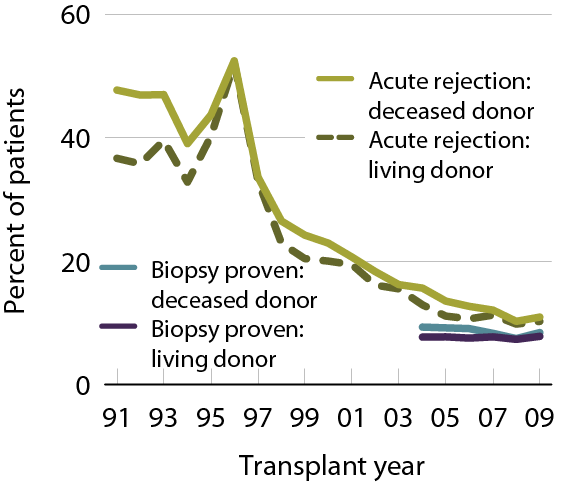 Percent of patients
60
40
20
0
Acute rejection:
deceased donor
Acute rejection:
living donor
Biopsy proven:
deceased donor
Biopsy proven:
living donor
91 93 95 97 99 01 03 05 07 09
Transplant year